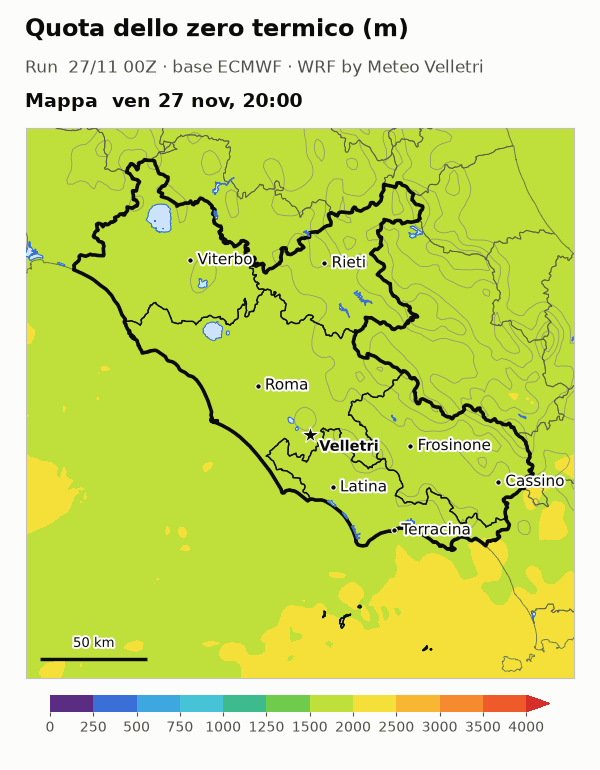 Quota dello zero termico (m)
Run  27/11 00Z · base ECMWF · WRF by Meteo Velletri
Mappa  ven 27 nov, 20:00
Viterbo
Rieti
Roma
Velletri
Frosinone
Cassino
Latina
Terracina
50 km
0 250 500 750 1000 1250 1500 2000 2500 3000 3500 4000